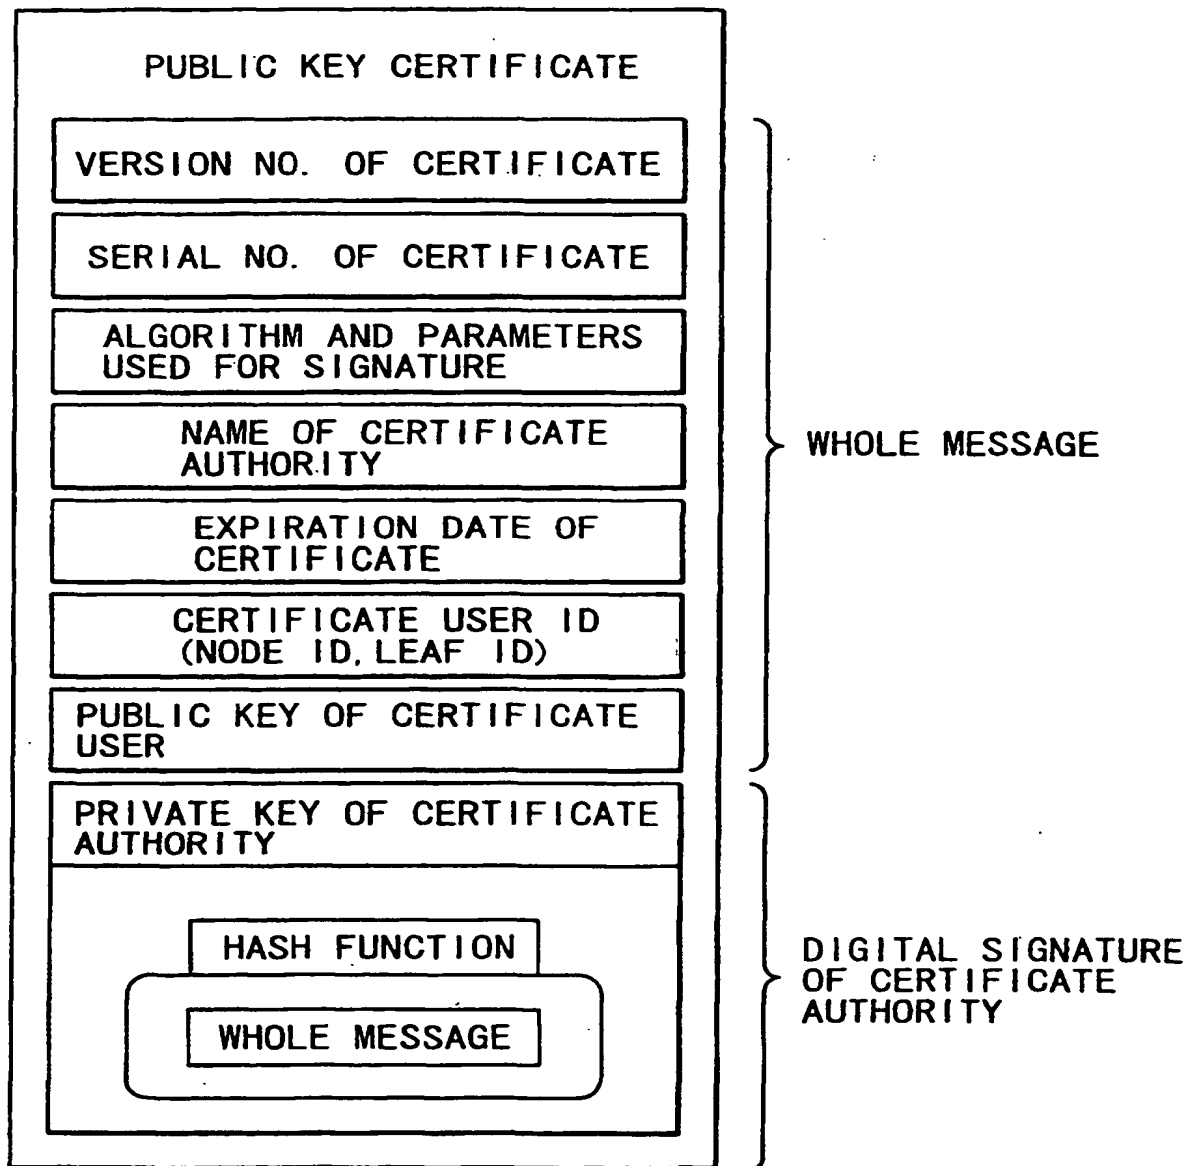 PUBLIC KEY CERTIFICATE
VERSION NO. OF CERTIFICATE
SERIAL NO. OF CERTIFICATE
ALGORITHM AND PARAMETERS
USED FOR SIGNATURE
NAME OF CERTIFICATE
AUTHORITY
EXPIRATION DATE OF
CERTIFICATE
CERTIFICATE USER ID
(NODE ID, LEAF ID)
PUBLIC KEY OF CERTIFICATE
USER
WHOLE MESSAGE
PRIVATE KEY OF CERTIFICATE
AUTHORITY
HASH FUNCTION
WHOLE MESSAGE
DIGITAL SIGNATURE
OF CERTIFICATE
AUTHORITY